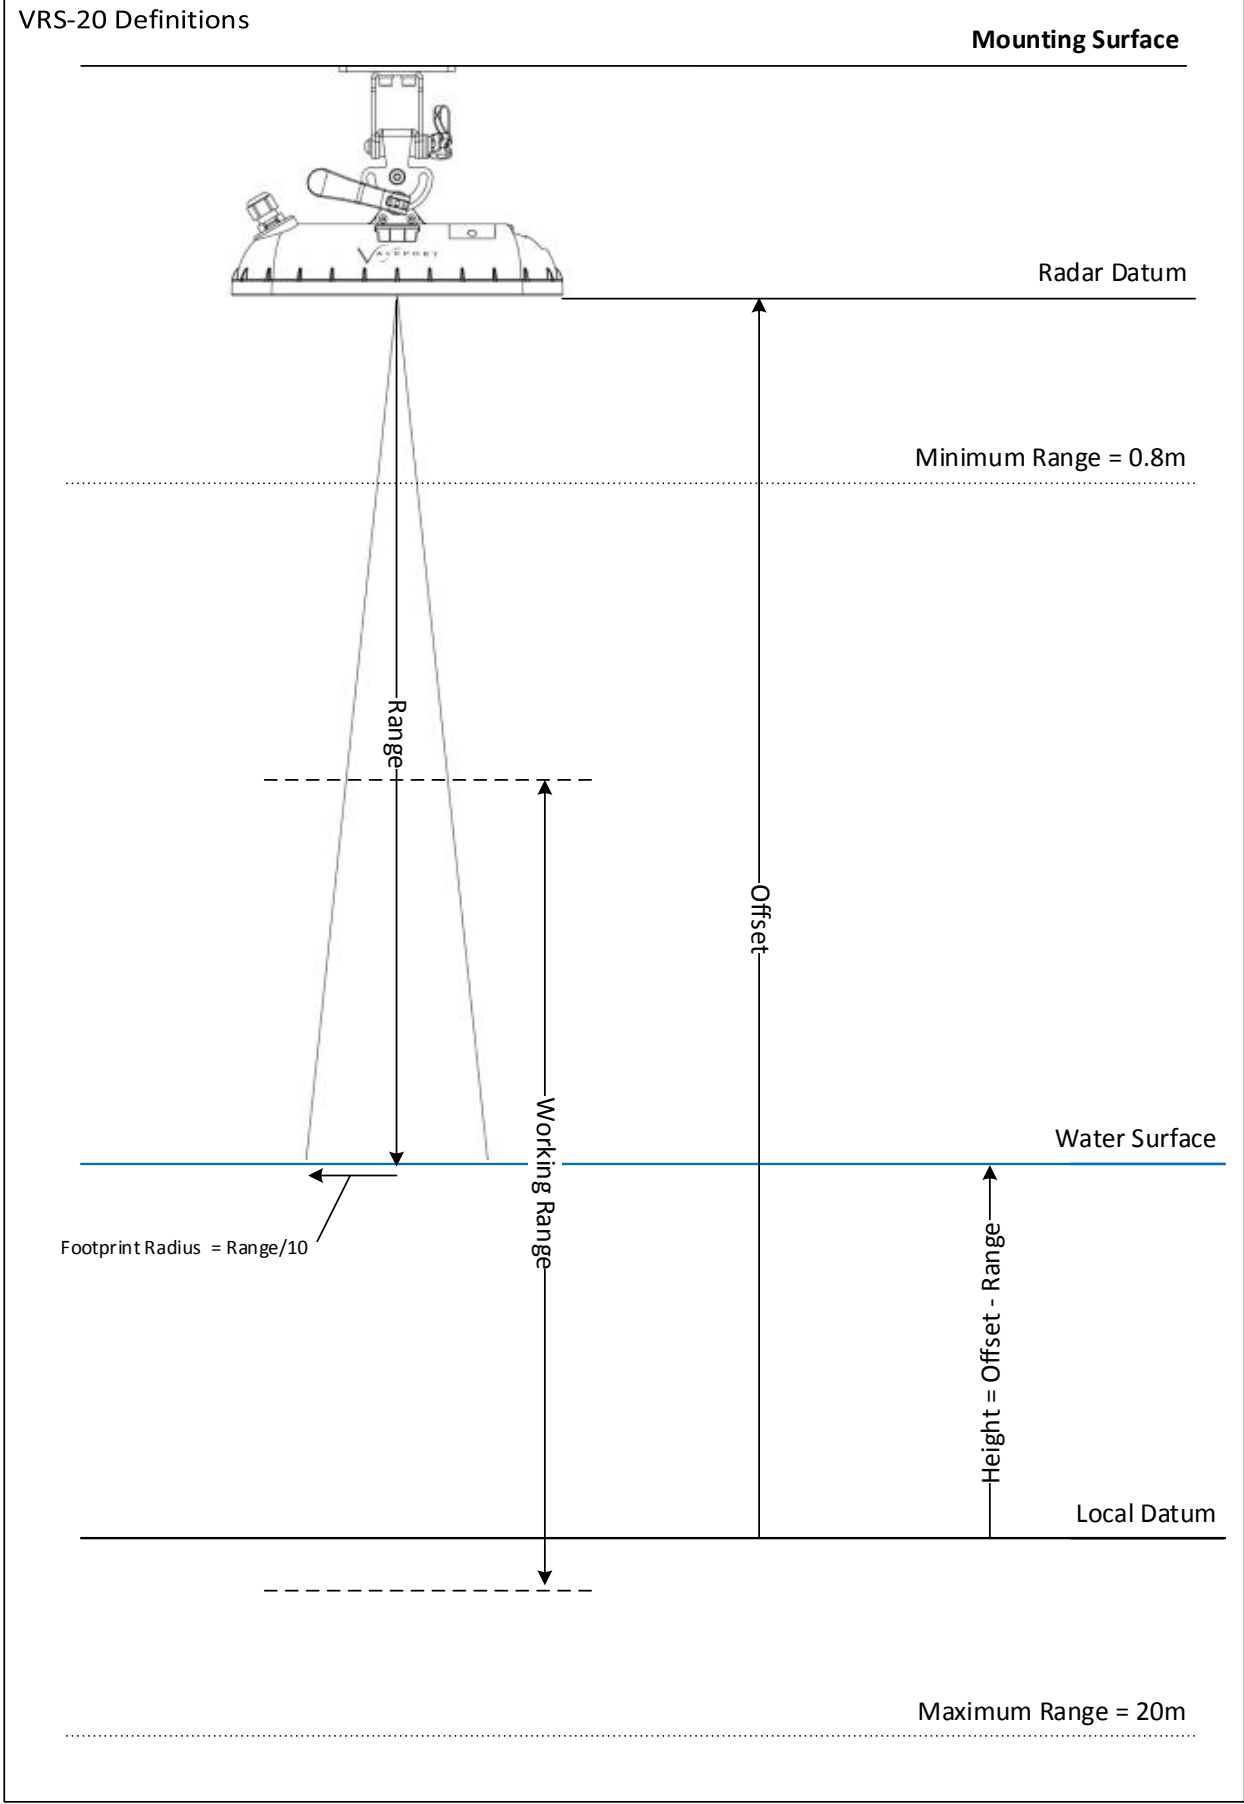 VRS-20 Definitions
Mounting Surface
VALEPORT
Radar Datum
Minimum Range = 0.8m
Range
Offset
Working Range
Water Surface
Footprint Radius = Range/10
Height = Offset - Range
Local Datum
Maximum Range = 20m